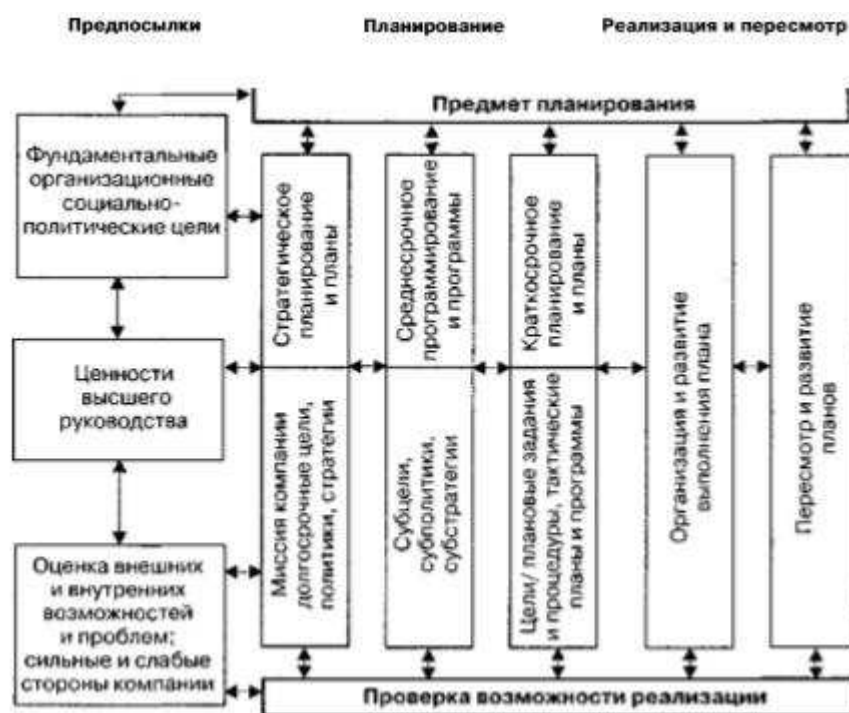 Предпосылки
Планирование
Реализация и пересмотр
Предмет планирования
Фундаментальные
организационные
социально-
политические цели
Ценности
высшего
руководства
Оценка внешних
и внутренних
возможностей
и проблем;
сильные и слабые
стороны компании
Стратегическое
планирование
и планы
Миссия компании
долгосрочные цели,
политики, стратегии
Среднесрочное
программирование
и программы
Субцели,
субполитики,
субстратегии
Краткосрочное
планирование
и планы
Цели/ плановые задания
и процедуры, тактические
планы и программы
Организация и развитие
выполнения плана
Пересмотр и развитие
планов
Проверка возможности реализации